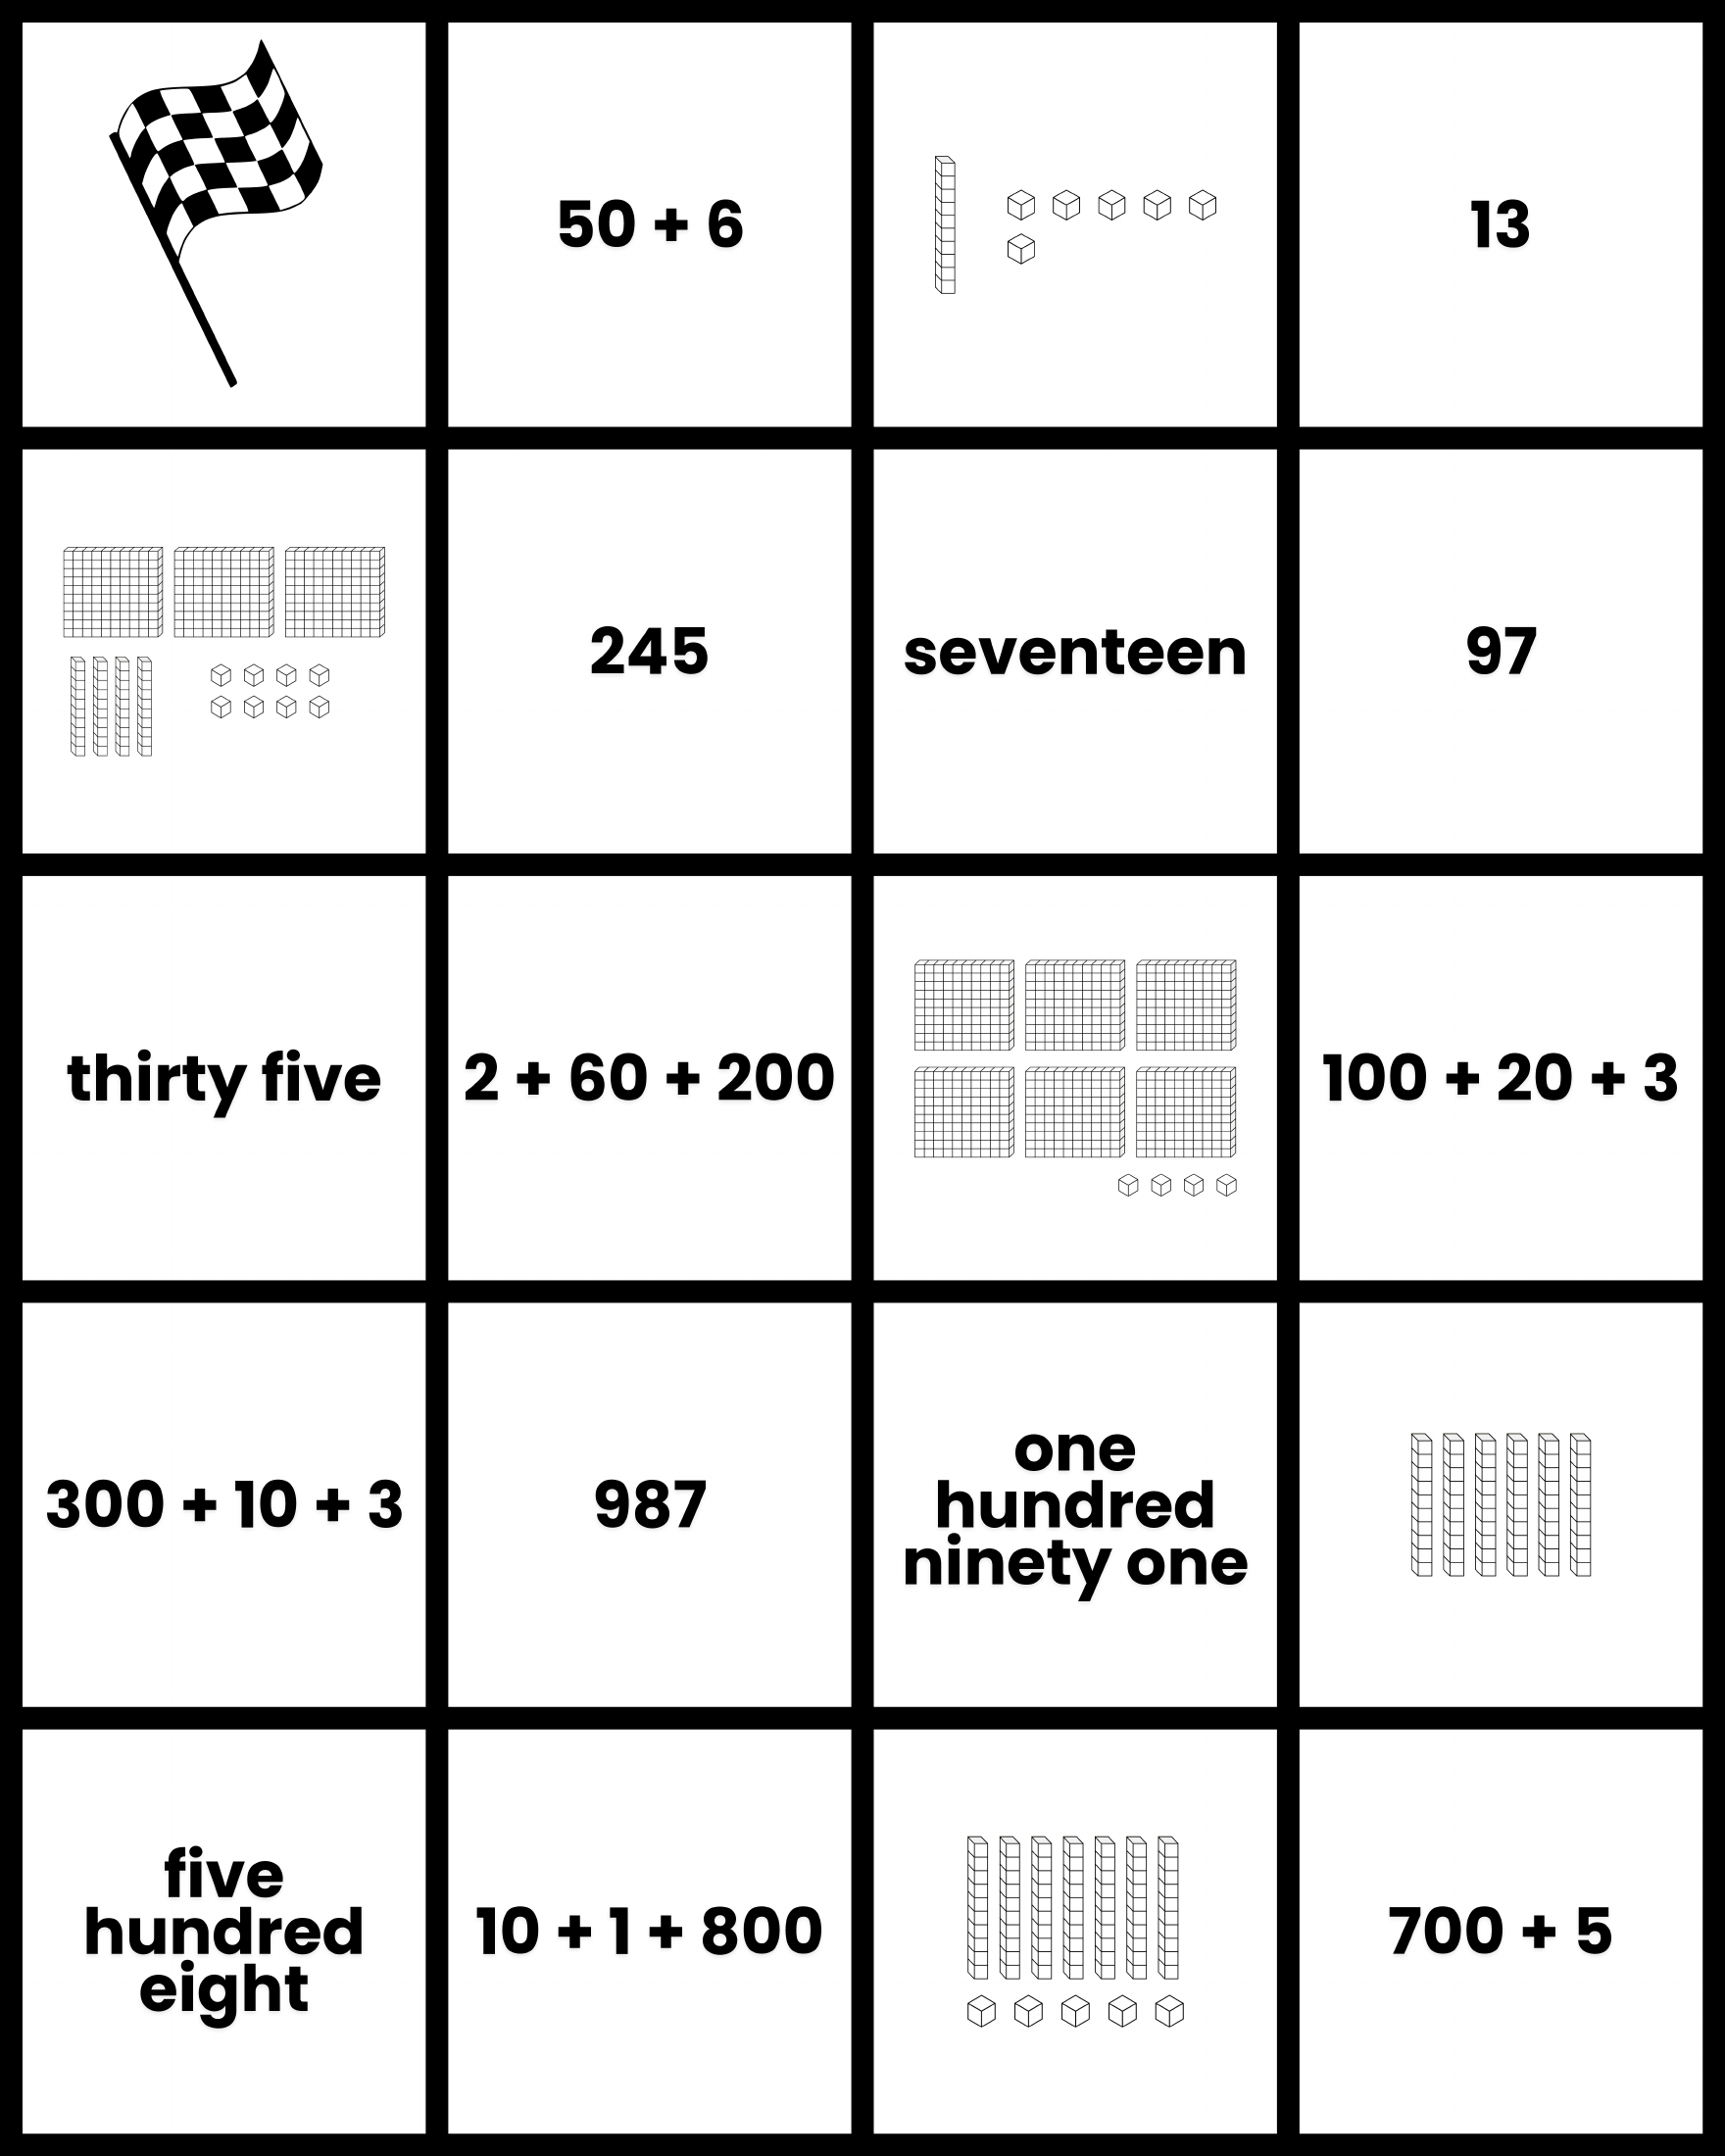 50 + 6
13
245
seventeen
97
thirty five
2 + 60 + 200
100 + 20 + 3
300 + 10 + 3
987
one
hundred
ninety one
five
hundred
eight
10 + 1 + 800
700 + 5